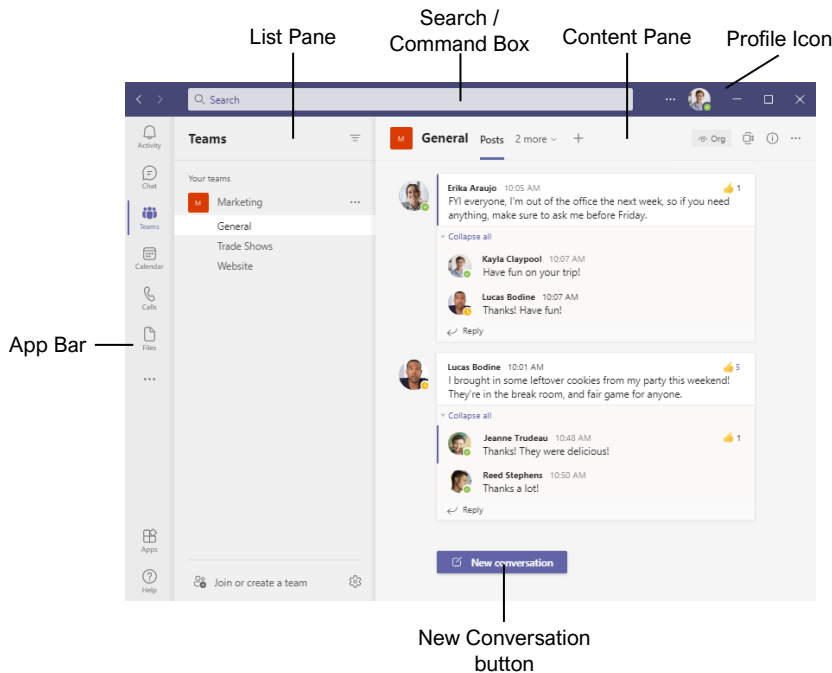 Search /
Command Box
List Pane
Content Pane
Profile Icon
Search
Activity
Chat
Teams
Calendar
Calls
App Bar
Files
Apps
Help
Teams
Your teams
M Marketing
General
Trade Shows
Website
Join or create a team
M General Posts 2 more
Org
Erika Araujo 10:05 AM 1
FYI everyone, I'm out of the office the next week, so if you need
anything, make sure to ask me before Friday.
Collapse all
Kayla Claypool 10:07 AM
Have fun on your trip!
Lucas Bodine 10:07 AM
Thanks! Have fun!
Reply
Lucas Bodine 10:01 AM 5
I brought in some leftover cookies from my party this weekend!
They're in the break room, and fair game for anyone.
Collapse all
Jeanne Trudeau 10:48 AM 1
Thanks! They were delicious!
Reed Stephens 10:50 AM
Thanks a lot!
Reply
New conversation
New Conversation
button